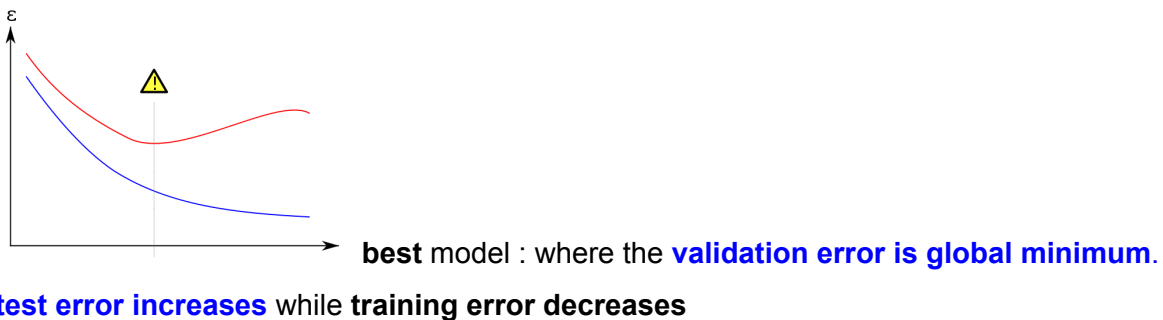 ε
!
best model : where the validation error is global minimum.
test error increases while training error decreases